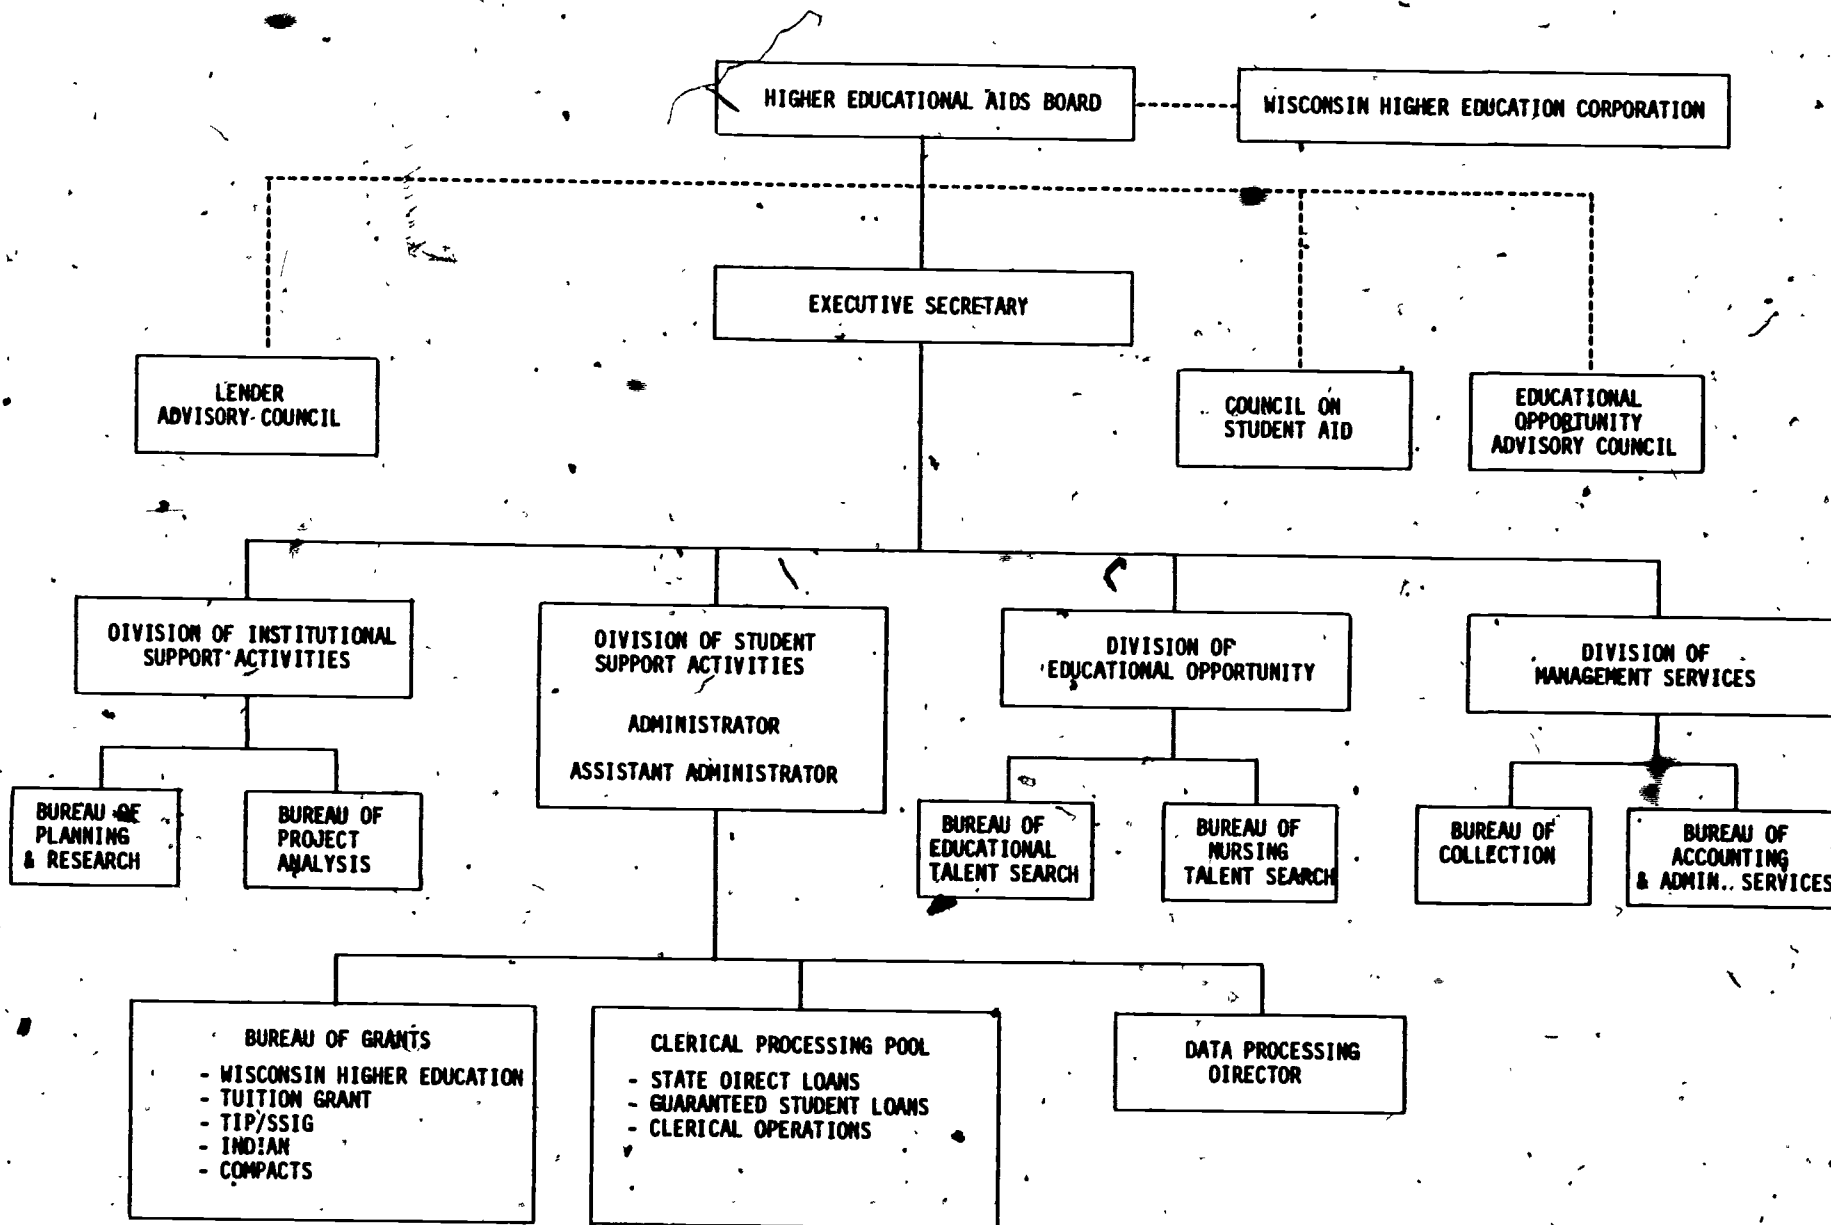 HIGHER EDUCATIONAL AIDS BOARD
WISCONSIN HIGHER EDUCATION CORPORATION
EXECUTIVE SECRETARY
LENDER
ADVISORY COUNCIL
COUNCIL ON
STUDENT AID
EDUCATIONAL
OPPORTUNITY
ADVISORY COUNCIL
DIVISION OF INSTITUTIONAL
SUPPORT ACTIVITIES
DIVISION OF STUDENT
SUPPORT ACTIVITIES
ADMINISTRATOR
ASSISTANT ADMINISTRATOR
DIVISION OF
EDUCATIONAL OPPORTUNITY
DIVISION OF
MANAGEMENT SERVICES
BUREAU OF
PLANNING
& RESEARCH
BUREAU OF
PROJECT
ANALYSIS
BUREAU OF
EDUCATIONAL
TALENT SEARCH
BUREAU OF
NURSING
TALENT SEARCH
BUREAU OF
COLLECTION
BUREAU OF
ACCOUNTING
& ADMIN. SERVICES
BUREAU OF GRANTS
- WISCONSIN HIGHER EDUCATION
- TUITION GRANT
- TIP/SSIG
- INDIAN
- COMPACTS
CLERICAL PROCESSING POOL
- STATE DIRECT LOANS
- GUARANTEED STUDENT LOANS
- CLERICAL OPERATIONS
DATA PROCESSING
DIRECTOR